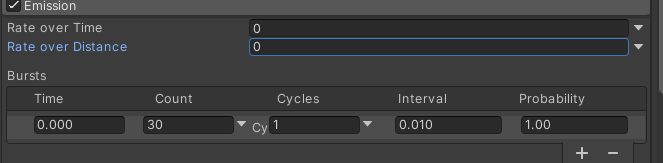 Emission
Rate over Time 0
Rate over Distance 0
Bursts
Time Count Cycles Interval Probability
0.000 30 Cy 1 0.010 1.00
+ −